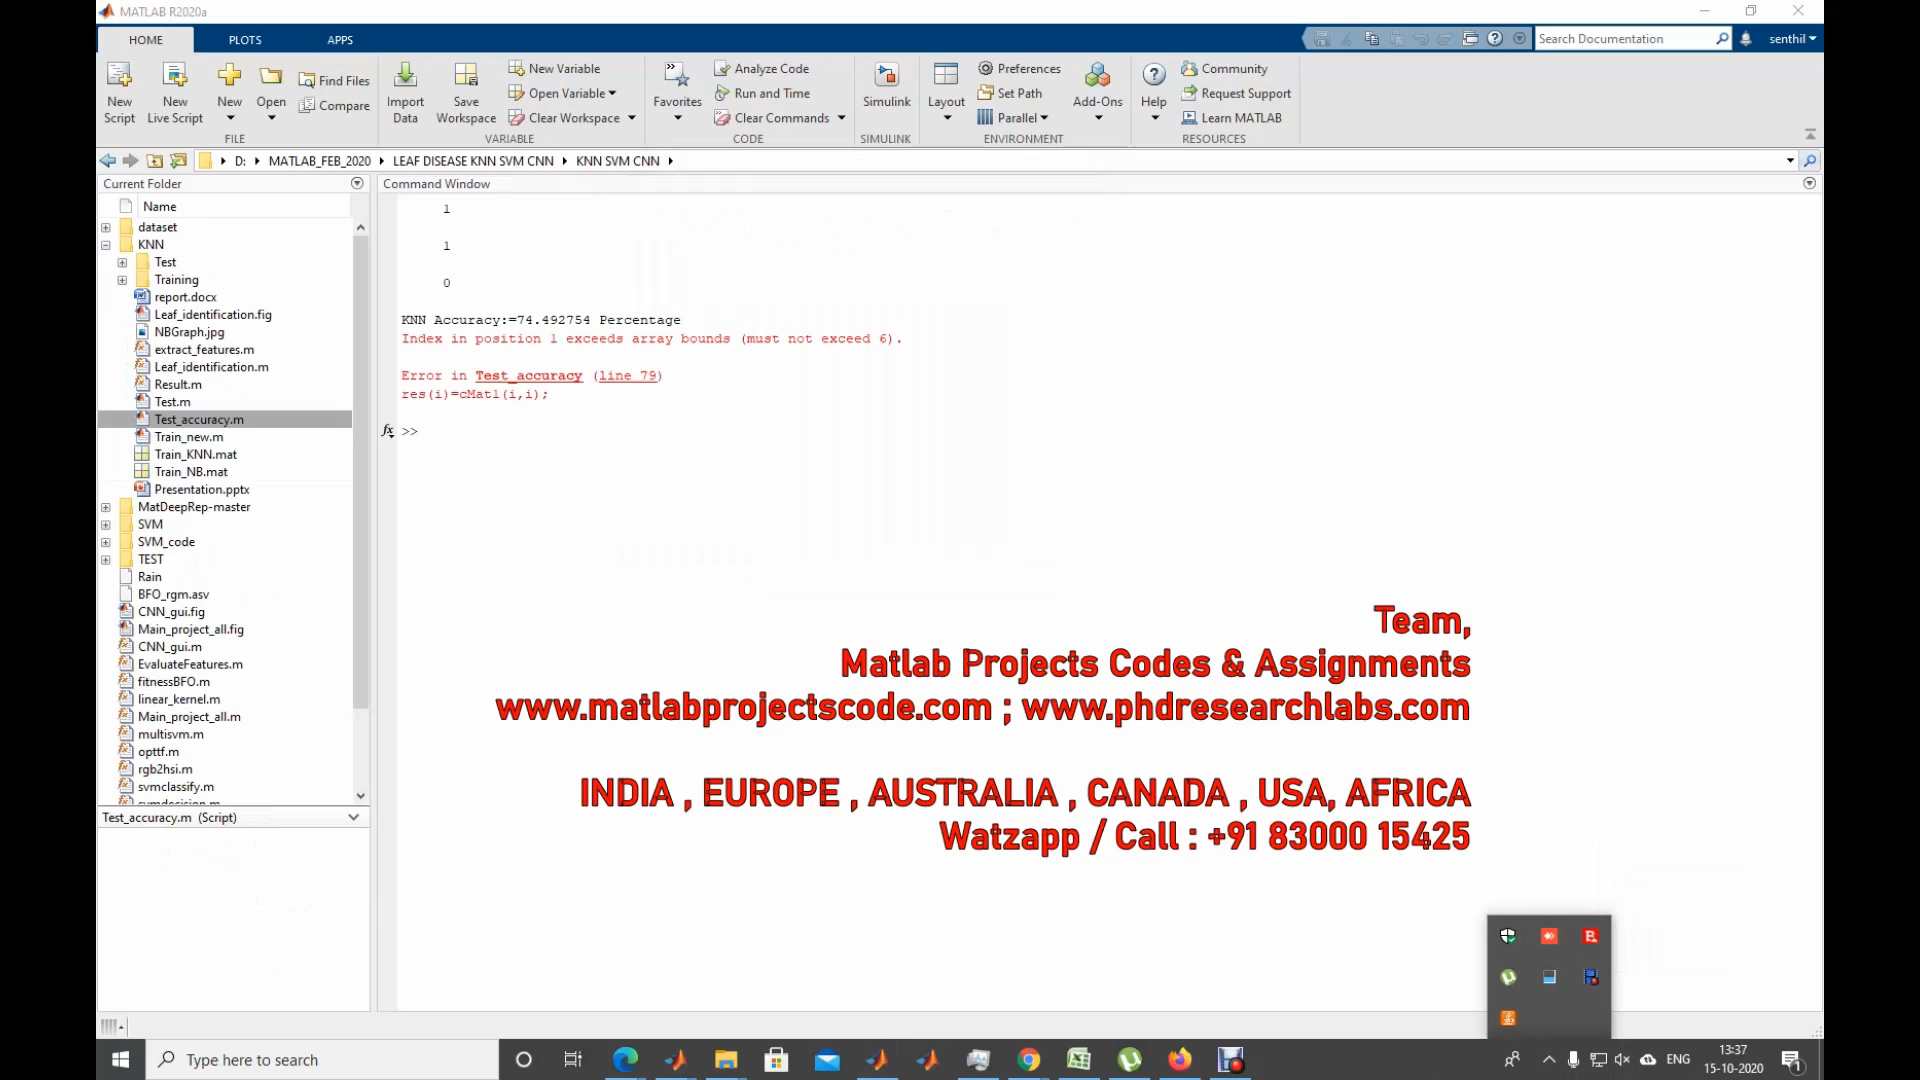 MATLAB R2020a
HOME PLOTS APPS
Search Documentation
senthil
New Script
New Live Script
New
Open
Find Files
Compare
FILE
Import Data
Save Workspace
New Variable
Open Variable
Clear Workspace
VARIABLE
Favorites
Analyze Code
Run and Time
Clear Commands
CODE
Simulink
SIMULINK
Layout
Preferences
Set Path
Parallel
Add-Ons
ENVIRONMENT
Help
Community
Request Support
Learn MATLAB
RESOURCES
D: MATLAB_FEB_2020 LEAF DISEASE KNN SVM CNN KNN SVM CNN
Current Folder
Name
dataset
KNN
Test
Training
report.docx
Leaf_identification.fig
NBGraph.jpg
extract_features.m
Leaf_identification.m
Result.m
Test.m
Test_accuracy.m
Train_new.m
Train_KNN.mat
Train_NB.mat
Presentation.pptx
MatDeepRep-master
SVM
SVM_code
TEST
Rain
BFO_rgm.asv
CNN_gui.fig
Main_project_all.fig
CNN_gui.m
EvaluateFeatures.m
fitnessBFO.m
linear_kernel.m
Main_project_all.m
multisvm.m
opttf.m
rgb2hsi.m
svmclassify.m
svmdecision.m
Test_accuracy.m (Script)
Command Window
1
1
0
KNN Accuracy:=74.492754 Percentage
Index in position 1 exceeds array bounds (must not exceed 6).
Error in Test_accuracy (line 79)
res(i)=cMat1(i,i);
fx >>
Team,
Matlab Projects Codes & Assignments
www.matlabprojectscode.com ; www.phdresearchlabs.com
INDIA , EUROPE , AUSTRALIA , CANADA , USA, AFRICA
Watzapp / Call : +91 83000 15425
Type here to search
ENG
13:37
15-10-2020
1